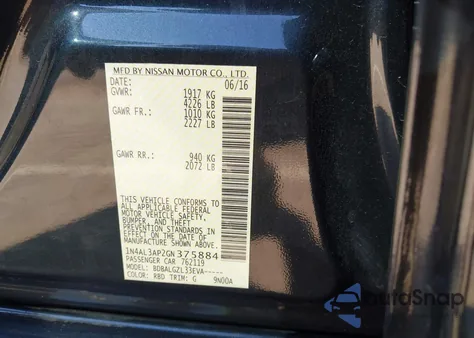 MFD BY NISSAN MOTOR CO., LTD.
DATE: 06/16
GVWR: 1917 KG
4226 LB
GAWR FR.: 1010 KG
2227 LB
GAWR RR.: 940 KG
2072 LB
THIS VEHICLE CONFORMS TO
ALL APPLICABLE FEDERAL
MOTOR VEHICLE SAFETY,
BUMPER, AND THEFT
PREVENTION STANDARDS IN
EFFECT ON THE DATE OF
MANUFACTURE SHOWN ABOVE
1N4AL3AP2GN375884
PASSENGER CAR 762119
MODEL: BDBALGZL33EVA-----
COLOR: RBD TRIM: G 9N00A
AutoSnap